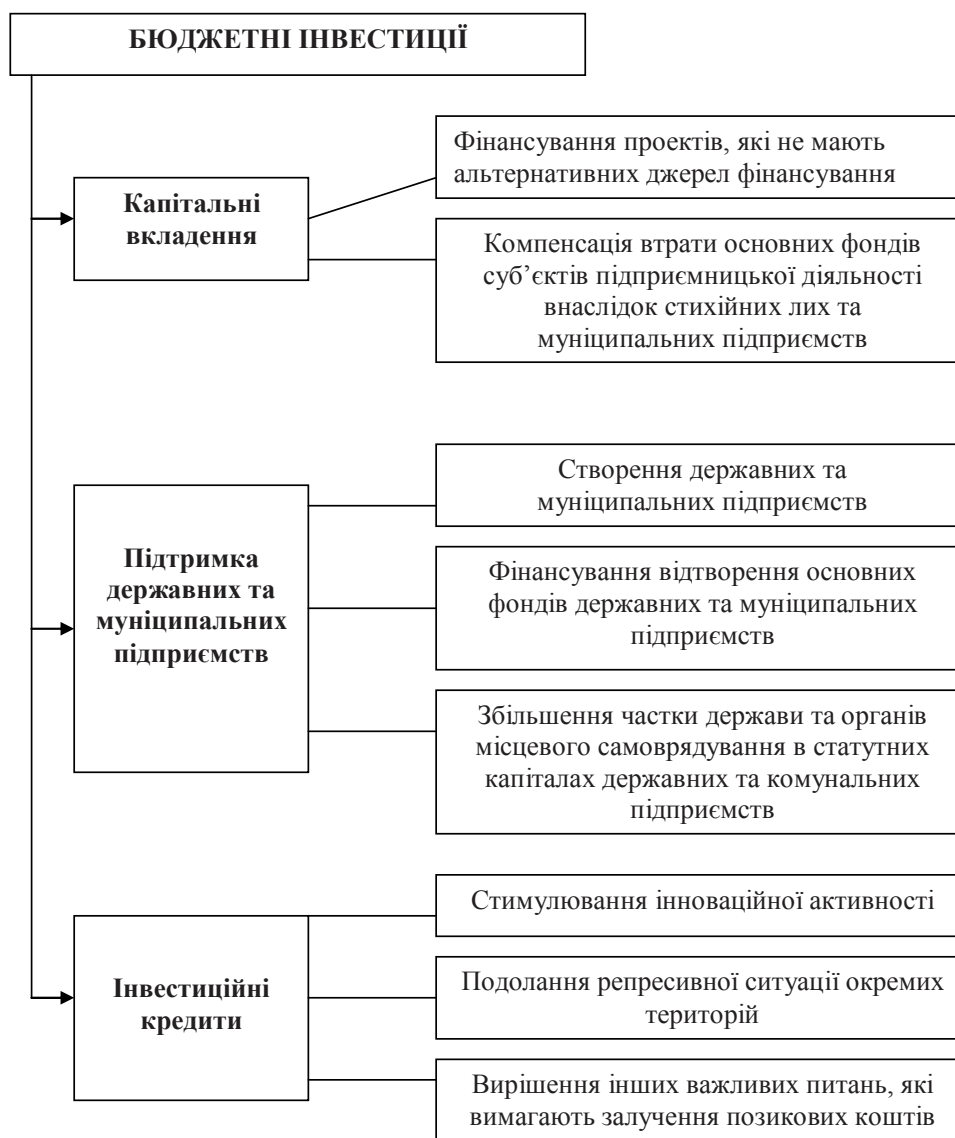 БЮДЖЕТНІ ІНВЕСТИЦІЇ
Капітальні
вкладення
Фінансування проектів, які не мають
альтернативних джерел фінансування
Компенсація втрати основних фондів
суб’єктів підприємницької діяльності
внаслідок стихійних лих та
муніципальних підприємств
Підтримка
державних та
муніципальних
підприємств
Створення державних та
муніципальних підприємств
Фінансування відтворення основних
фондів державних та муніципальних
підприємств
Збільшення частки держави та органів
місцевого самоврядування в статутних
капіталах державних та комунальних
підприємств
Інвестиційні
кредити
Стимулювання інноваційної активності
Подолання репресивної ситуації окремих
територій
Вирішення інших важливих питань, які
вимагають залучення позикових коштів